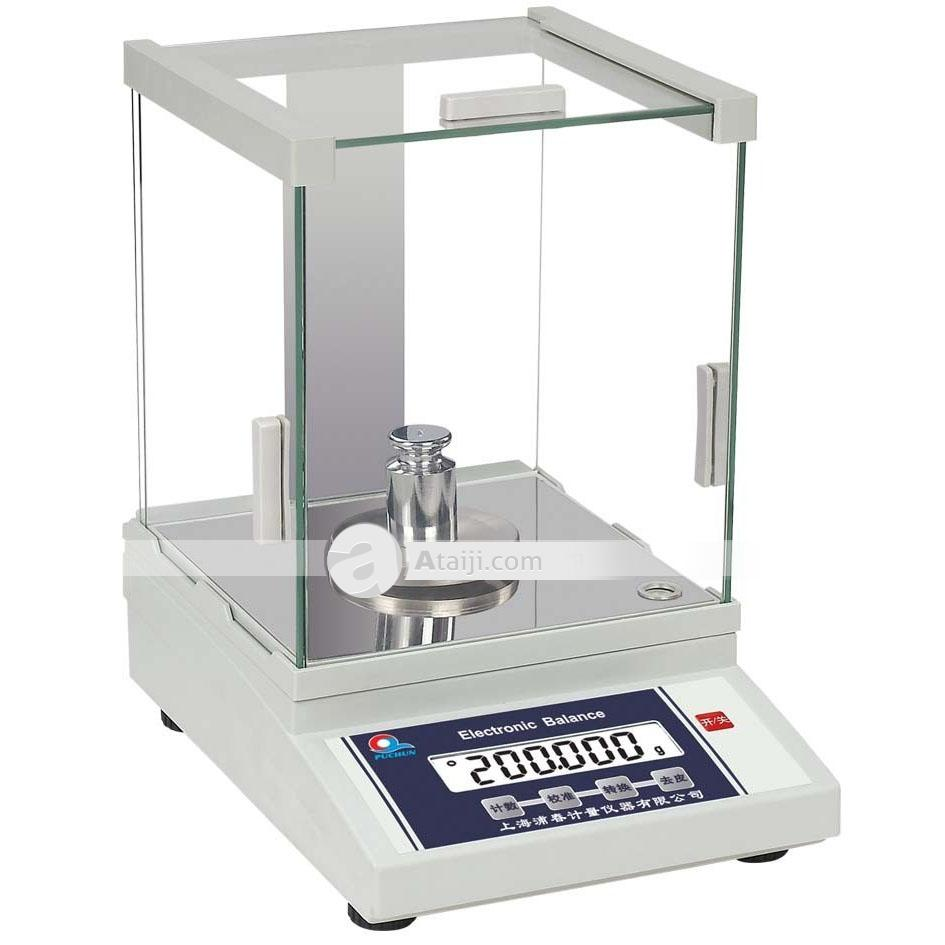 Ataiji.com
Electronic Balance
开/关
PUCHUN
200.000 g
计数 校准 转换 去皮
上海浦春计量仪器有限公司